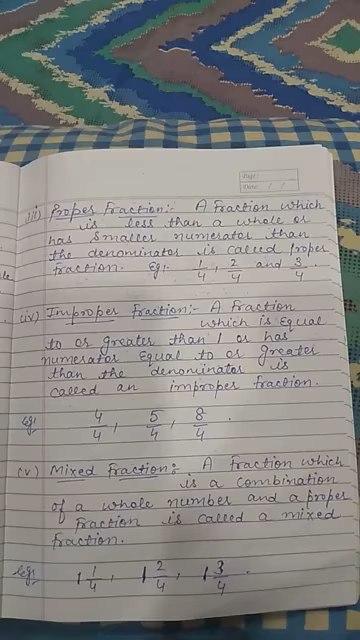 Page:
Date: / /
iii) Proper Fraction:- A fraction which
is less than a whole or
has smaller numerator than
the denominator is called proper
fraction. Eg: 1/4, 2/4 and 3/4.
(iv) Improper fraction:- A fraction
which is Equal
to or greater than 1 or has
numerator Equal to or greater
than the denominator is
called an improper fraction.
Eg: 4/4, 5/4, 8/4.
(v) Mixed fraction: A fraction which
is a combination
of a whole number and a proper
fraction is called a mixed
fraction.
Eg: 1 1/4, 1 2/4, 1 3/4.